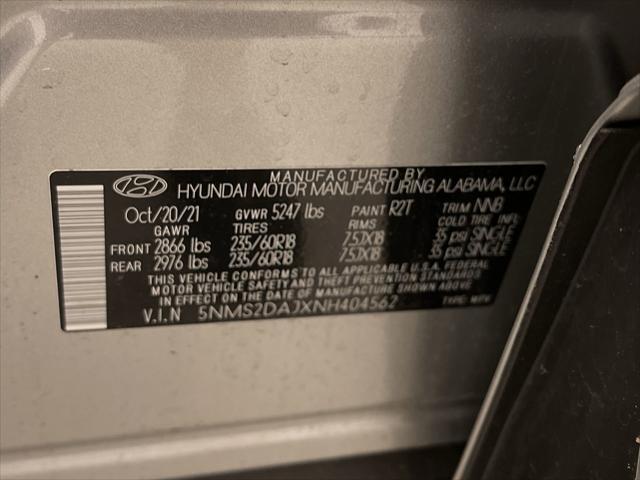 MANUFACTURED BY
HYUNDAI MOTOR MANUFACTURING ALABAMA, LLC
Oct/20/21 GVWR 5247 lbs PAINT R2T TRIM NNB
GAWR TIRES RIMS COLD TIRE INFL
FRONT 2866 lbs 235/60R18 7.5JX18 35 psi SINGLE
REAR 2976 lbs 235/60R18 7.5JX18 35 psi SINGLE
THIS VEHICLE CONFORMS TO ALL APPLICABLE U.S.A. FEDERAL
MOTOR VEHICLE SAFETY AND THEFT PREVENTION STANDARDS
IN EFFECT ON THE DATE OF MANUFACTURE SHOWN ABOVE
V.I.N 5NMS2DAJXNH404562 TYPE: MPV